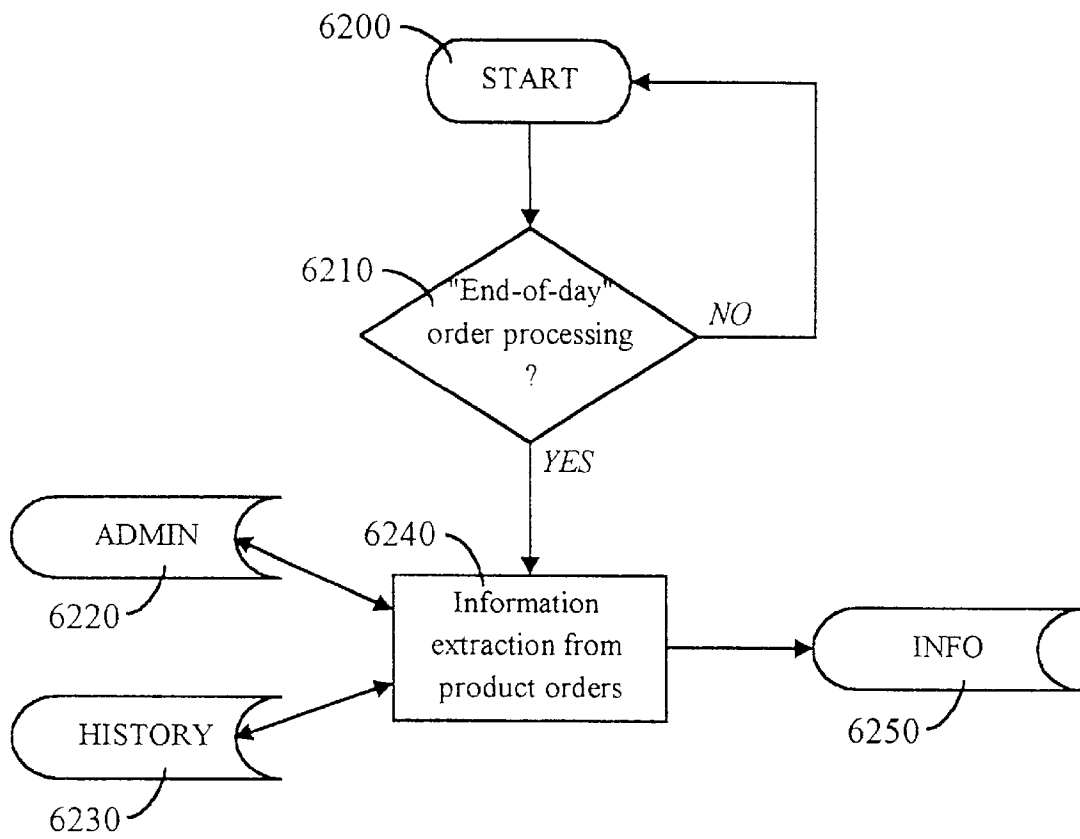 6200
START
6210
"End-of-day"
order processing
?
NO
YES
ADMIN
6220
6240
Information
extraction from
product orders
INFO
6250
HISTORY
6230